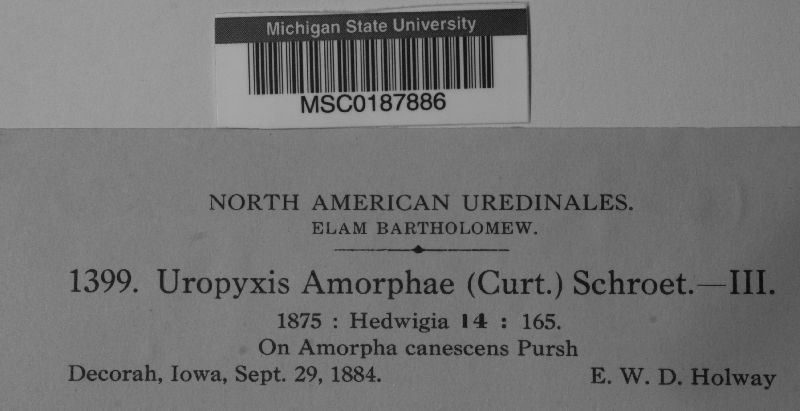 Michigan State University
MSC0187886
NORTH AMERICAN UREDINALES.
ELAM BARTHOLOMEW.
1399. Uropyxis Amorphae (Curt.) Schroet.—III.
1875 : Hedwigia 14 : 165.
On Amorpha canescens Pursh
Decorah, Iowa, Sept. 29, 1884. E. W. D. Holway